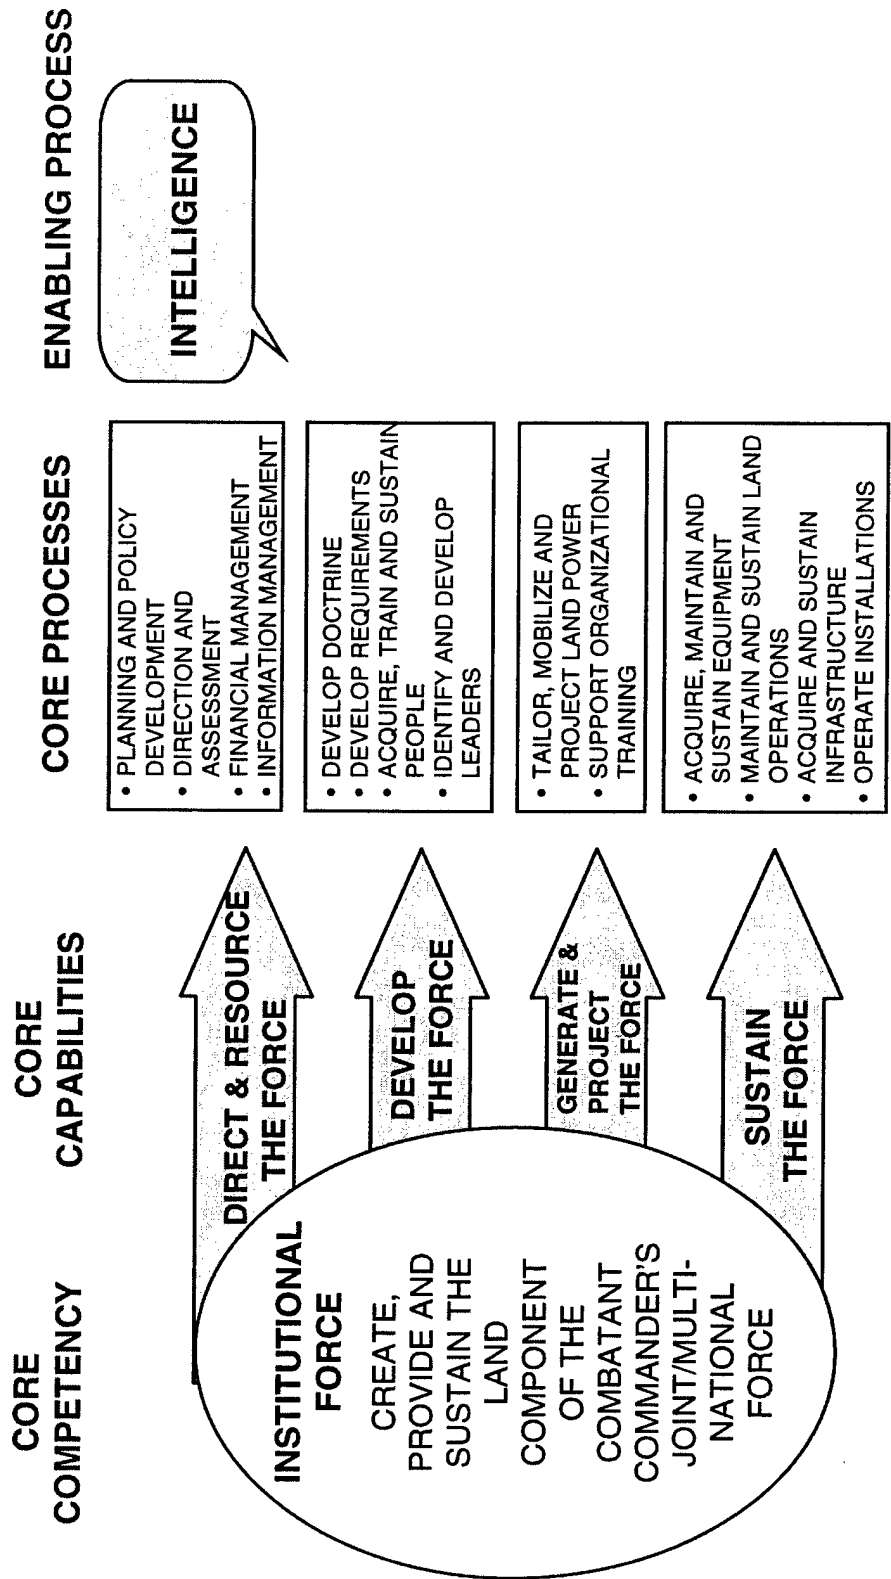 CORE
COMPETENCY
CORE
CAPABILITIES
CORE PROCESSES
ENABLING PROCESS
INSTITUTIONAL
FORCE
CREATE,
PROVIDE AND
SUSTAIN THE
LAND
COMPONENT
OF THE
COMBATANT
COMMANDER'S
JOINT/MULTI-
NATIONAL
FORCE
DIRECT & RESOURCE
THE FORCE
• PLANNING AND POLICY
DEVELOPMENT
• DIRECTION AND
ASSESSMENT
• FINANCIAL MANAGEMENT
• INFORMATION MANAGEMENT
DEVELOP
THE FORCE
• DEVELOP DOCTRINE
• DEVELOP REQUIREMENTS
• ACQUIRE, TRAIN AND SUSTAIN
PEOPLE
• IDENTIFY AND DEVELOP
LEADERS
GENERATE &
PROJECT
THE FORCE
• TAILOR, MOBILIZE AND
PROJECT LAND POWER
• SUPPORT ORGANIZATIONAL
TRAINING
SUSTAIN
THE FORCE
• ACQUIRE, MAINTAIN AND
SUSTAIN EQUIPMENT
• MAINTAIN AND SUSTAIN LAND
OPERATIONS
• ACQUIRE AND SUSTAIN
INFRASTRUCTURE
• OPERATE INSTALLATIONS
INTELLIGENCE